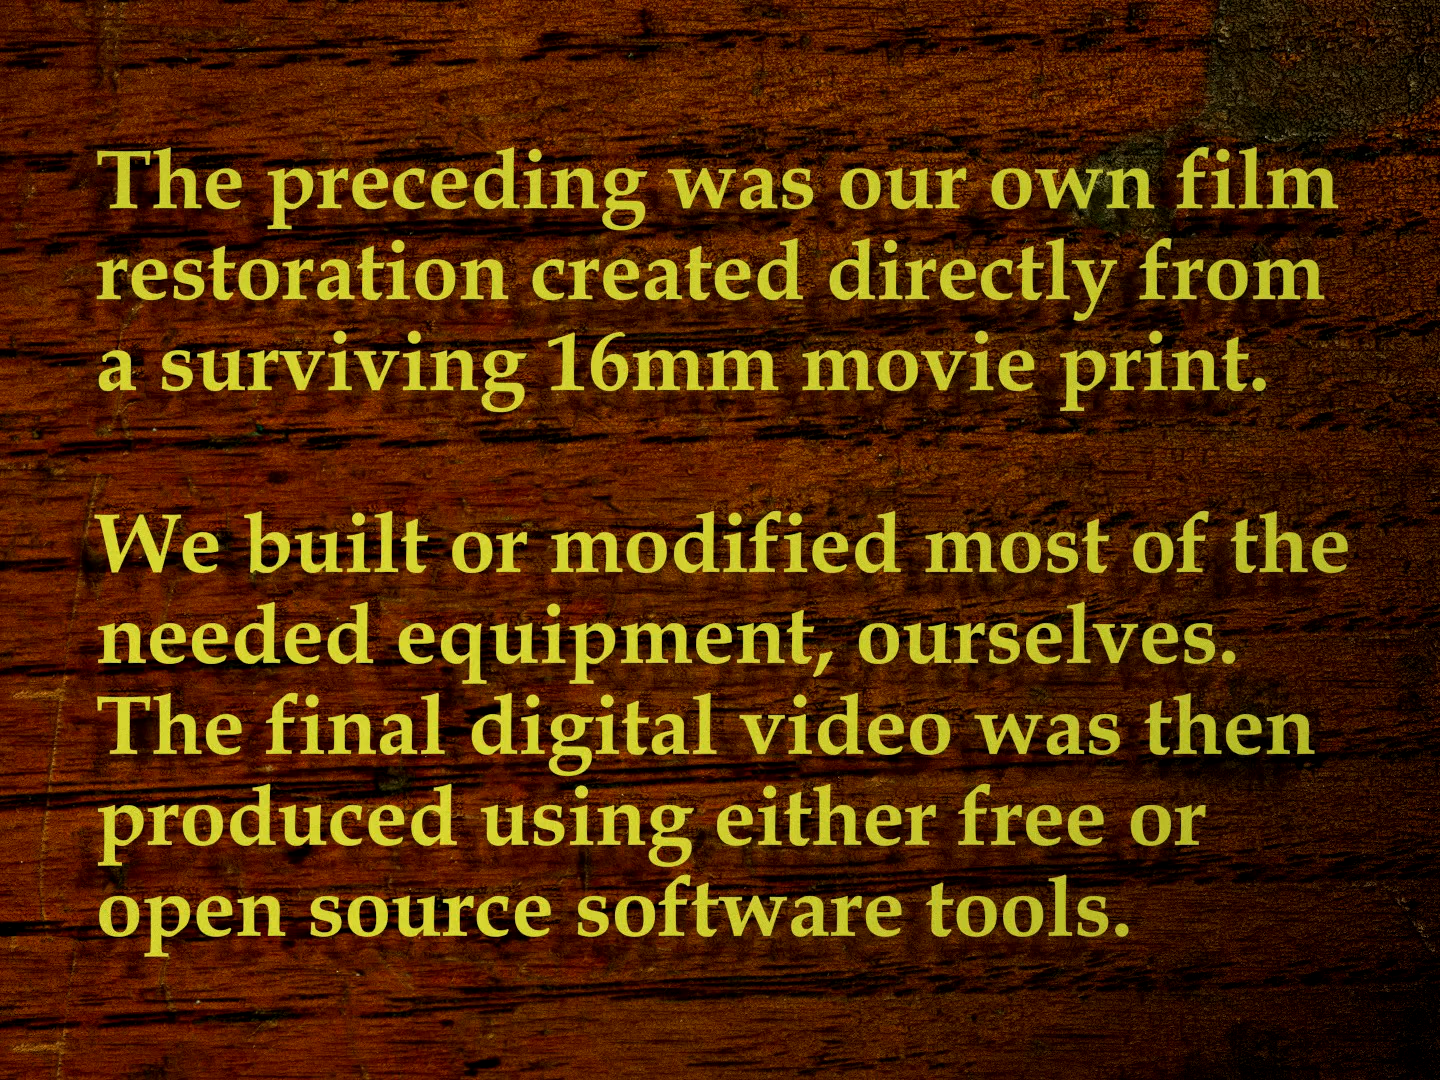 The preceding was our own film
restoration created directly from
a surviving 16mm movie print.
We built or modified most of the
needed equipment, ourselves.
The final digital video was then
produced using either free or
open source software tools.